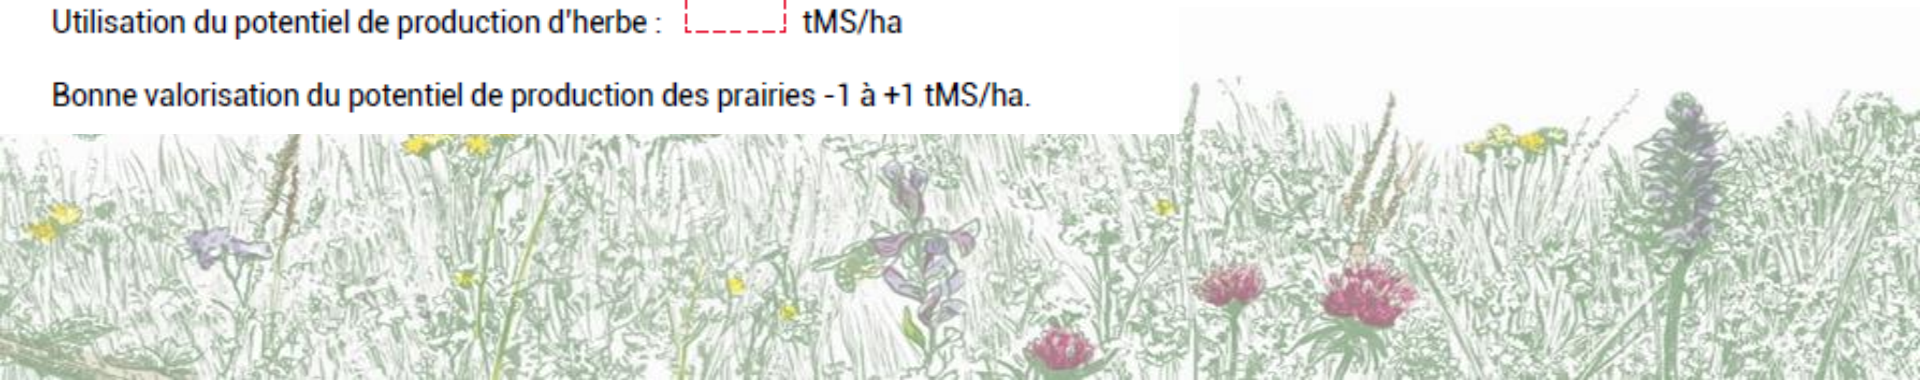 Utilisation du potentiel de production d'herbe : tMS/ha
Bonne valorisation du potentiel de production des prairies -1 à +1 tMS/ha.